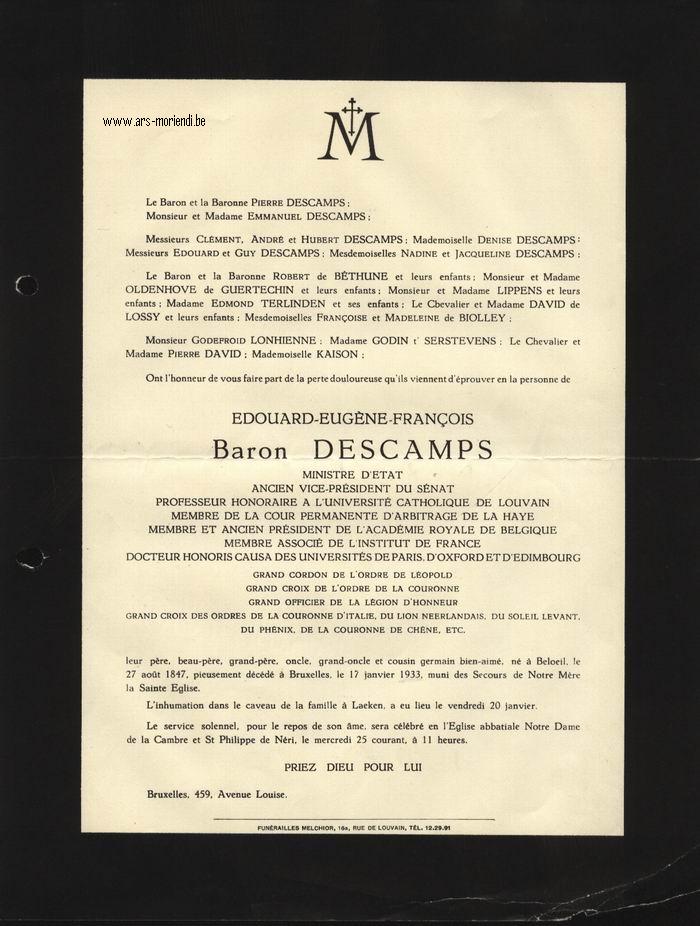 www.ars-moriendi.be
M
Le Baron et la Baronne PIERRE DESCAMPS ;
Monsieur et Madame EMMANUEL DESCAMPS ;
Messieurs CLÉMENT, ANDRÉ et HUBERT DESCAMPS ; Mademoiselle DENISE DESCAMPS :
Messieurs EDOUARD et GUY DESCAMPS ; Mesdemoiselles NADINE et JACQUELINE DESCAMPS ;
Le Baron et la Baronne ROBERT de BÉTHUNE et leurs enfants ; Monsieur et Madame
OLDENHOVE de GUERTECHIN et leurs enfants ; Monsieur et Madame LIPPENS et leurs
enfants ; Madame EDMOND TERLINDEN et ses enfants ; Le Chevalier et Madame DAVID de
LOSSY et leurs enfants ; Mesdemoiselles FRANÇOISE et MADELEINE de BIOLLEY ;
Monsieur GODEFROID LONHIENNE ; Madame GODIN t' SERSTEVENS ; Le Chevalier et
Madame PIERRE DAVID ; Mademoiselle KAISON ;
Ont l'honneur de vous faire part de la perte douloureuse qu'ils viennent d'éprouver en la personne de
EDOUARD-EUGÈNE-FRANÇOIS
Baron DESCAMPS
MINISTRE D'ETAT
ANCIEN VICE-PRÉSIDENT DU SÉNAT
PROFESSEUR HONORAIRE A L'UNIVERSITÉ CATHOLIQUE DE LOUVAIN
MEMBRE DE LA COUR PERMANENTE D'ARBITRAGE DE LA HAYE
MEMBRE ET ANCIEN PRÉSIDENT DE L'ACADÉMIE ROYALE DE BELGIQUE
MEMBRE ASSOCIÉ DE L'INSTITUT DE FRANCE
DOCTEUR HONORIS CAUSA DES UNIVERSITÉS DE PARIS, D'OXFORD ET D'EDIMBOURG
GRAND CORDON DE L'ORDRE DE LÉOPOLD
GRAND CROIX DE L'ORDRE DE LA COURONNE
GRAND OFFICIER DE LA LÉGION D'HONNEUR
GRAND CROIX DES ORDRES DE LA COURONNE D'ITALIE, DU LION NEERLANDAIS, DU SOLEIL LEVANT,
DU PHÉNIX, DE LA COURONNE DE CHÊNE, ETC.
leur père, beau-père, grand-père, oncle, grand-oncle et cousin germain bien-aimé, né à Beloeil, le
27 août 1847, pieusement décédé à Bruxelles, le 17 janvier 1933, muni des Secours de Notre Mère
la Sainte Eglise.
L'inhumation dans le caveau de la famille à Laeken, a eu lieu le vendredi 20 janvier.
Le service solennel, pour le repos de son âme, sera célébré en l'Eglise abbatiale Notre Dame
de la Cambre et St Philippe de Néri, le mercredi 25 courant, à 11 heures.
PRIEZ DIEU POUR LUI
Bruxelles, 459, Avenue Louise.
FUNÉRAILLES MELCHIOR, 16a, RUE DE LOUVAIN, TÉL. 12.29.91